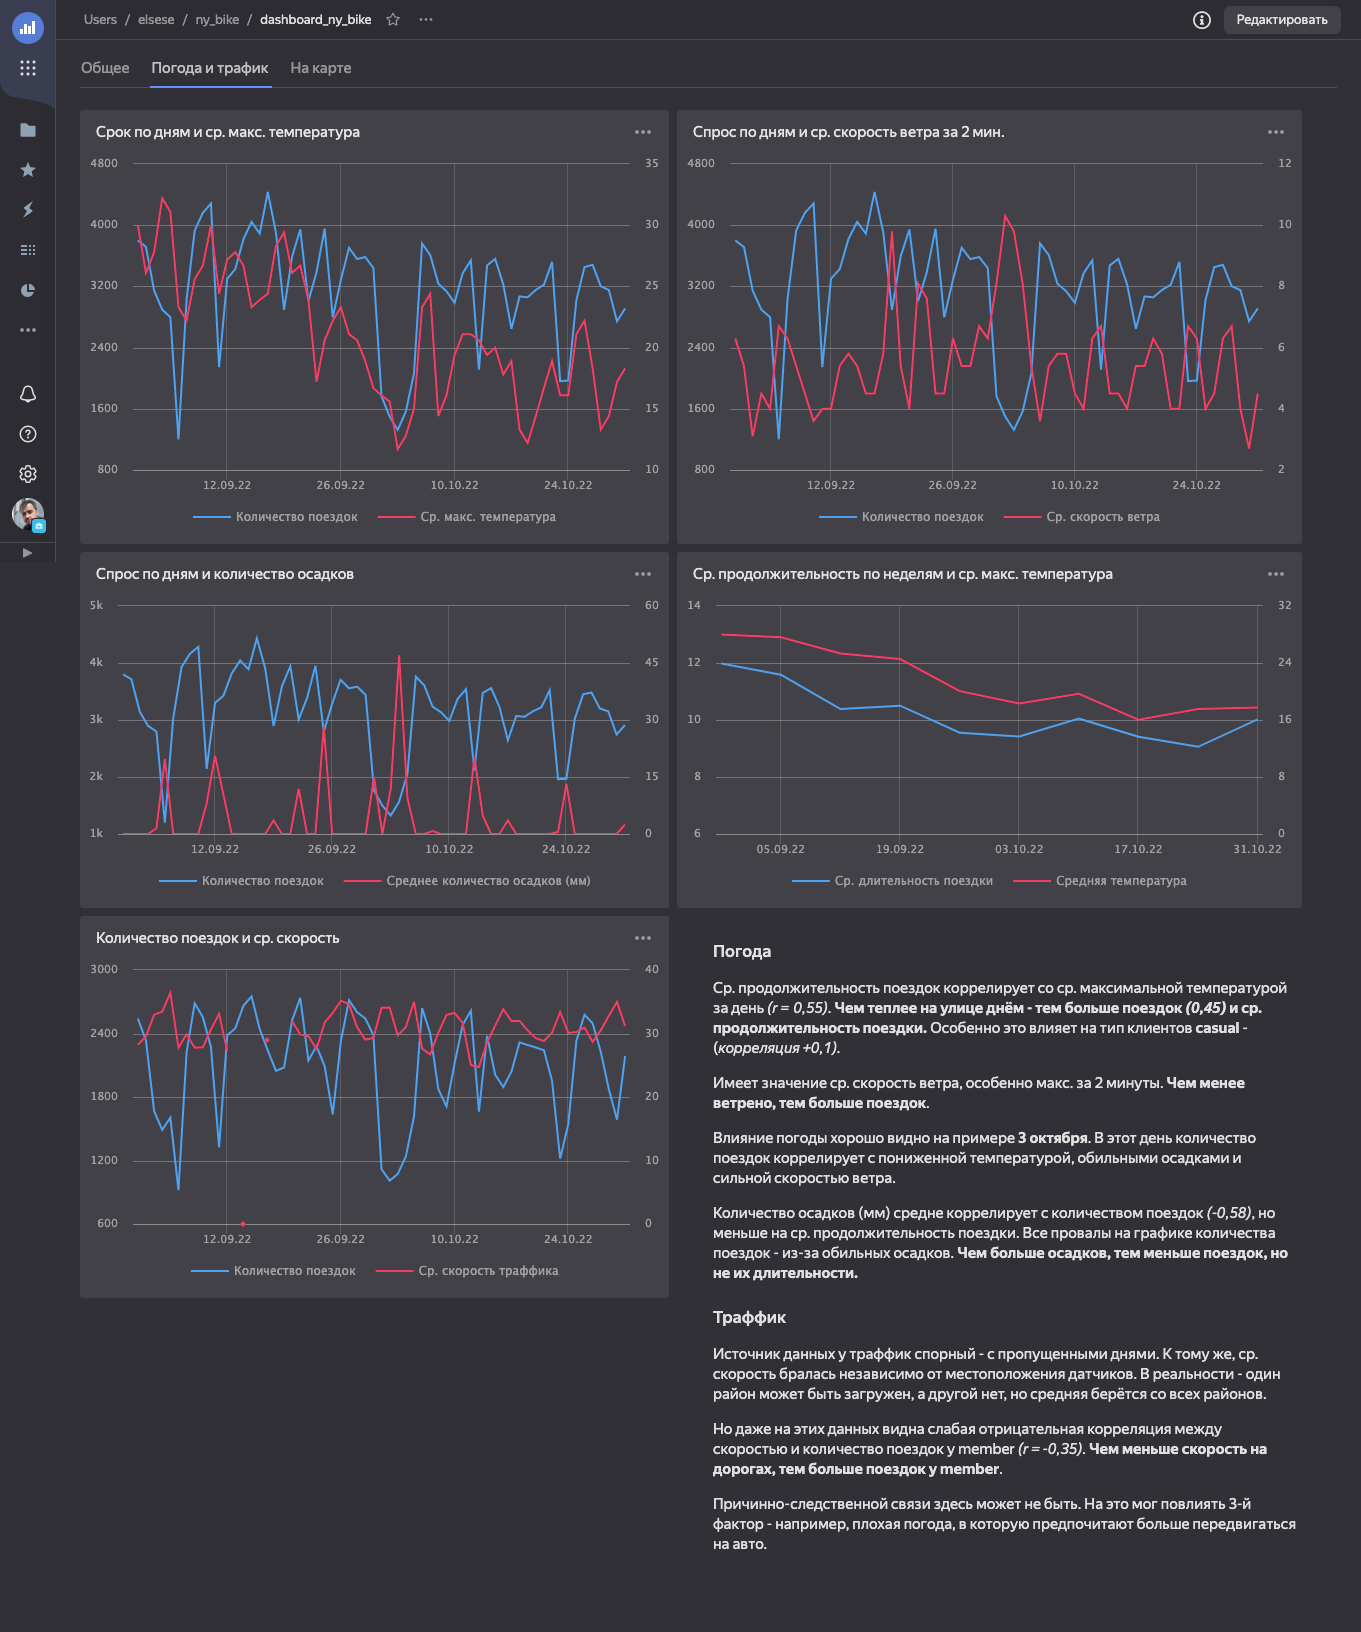 Users / elsese / ny_bike / dashboard_ny_bike
Редактировать
Общее Погода и трафик На карте
Срок по дням и ср. макс. температура
4800 35
4000 30
3200 25
2400 20
1600 15
800 10
12.09.22 26.09.22 10.10.22 24.10.22
Количество поездок Ср. макс. температура
Спрос по дням и ср. скорость ветра за 2 мин.
4800 12
4000 10
3200 8
2400 6
1600 4
800 2
12.09.22 26.09.22 10.10.22 24.10.22
Количество поездок Ср. скорость ветра
Спрос по дням и количество осадков
5k 60
4k 45
3k 30
2k 15
1k 0
12.09.22 26.09.22 10.10.22 24.10.22
Количество поездок Среднее количество осадков (мм)
Ср. продолжительность по неделям и ср. макс. температура
14 32
12 24
10 16
8 8
6 0
05.09.22 19.09.22 03.10.22 17.10.22 31.10.22
Ср. длительность поездки Средняя температура
Количество поездок и ср. скорость
3000 40
2400 30
1800 20
1200 10
600 0
12.09.22 26.09.22 10.10.22 24.10.22
Количество поездок Ср. скорость траффика
Погода
Ср. продолжительность поездок коррелирует со ср. максимальной температурой
за день (r = 0,55). Чем теплее на улице днём - тем больше поездок (0,45) и ср.
продолжительность поездки. Особенно это влияет на тип клиентов casual -
(корреляция +0,1).
Имеет значение ср. скорость ветра, особенно макс. за 2 минуты. Чем менее
ветрено, тем больше поездок.
Влияние погоды хорошо видно на примере 3 октября. В этот день количество
поездок коррелирует с пониженной температурой, обильными осадками и
сильной скоростью ветра.
Количество осадков (мм) средне коррелирует с количеством поездок (-0,58), но
меньше на ср. продолжительность поездки. Все провалы на графике количества
поездок - из-за обильных осадков. Чем больше осадков, тем меньше поездок, но
не их длительности.
Траффик
Источник данных у траффик спорный - с пропущенными днями. К тому же, ср.
скорость бралась независимо от местоположения датчиков. В реальности - один
район может быть загружен, а другой нет, но средняя берётся со всех районов.
Но даже на этих данных видна слабая отрицательная корреляция между
скоростью и количество поездок у member (r = -0,35). Чем меньше скорость на
дорогах, тем больше поездок у member.
Причинно-следственной связи здесь может не быть. На это мог повлиять 3-й
фактор - например, плохая погода, в которую предпочитают больше передвигаться
на авто.